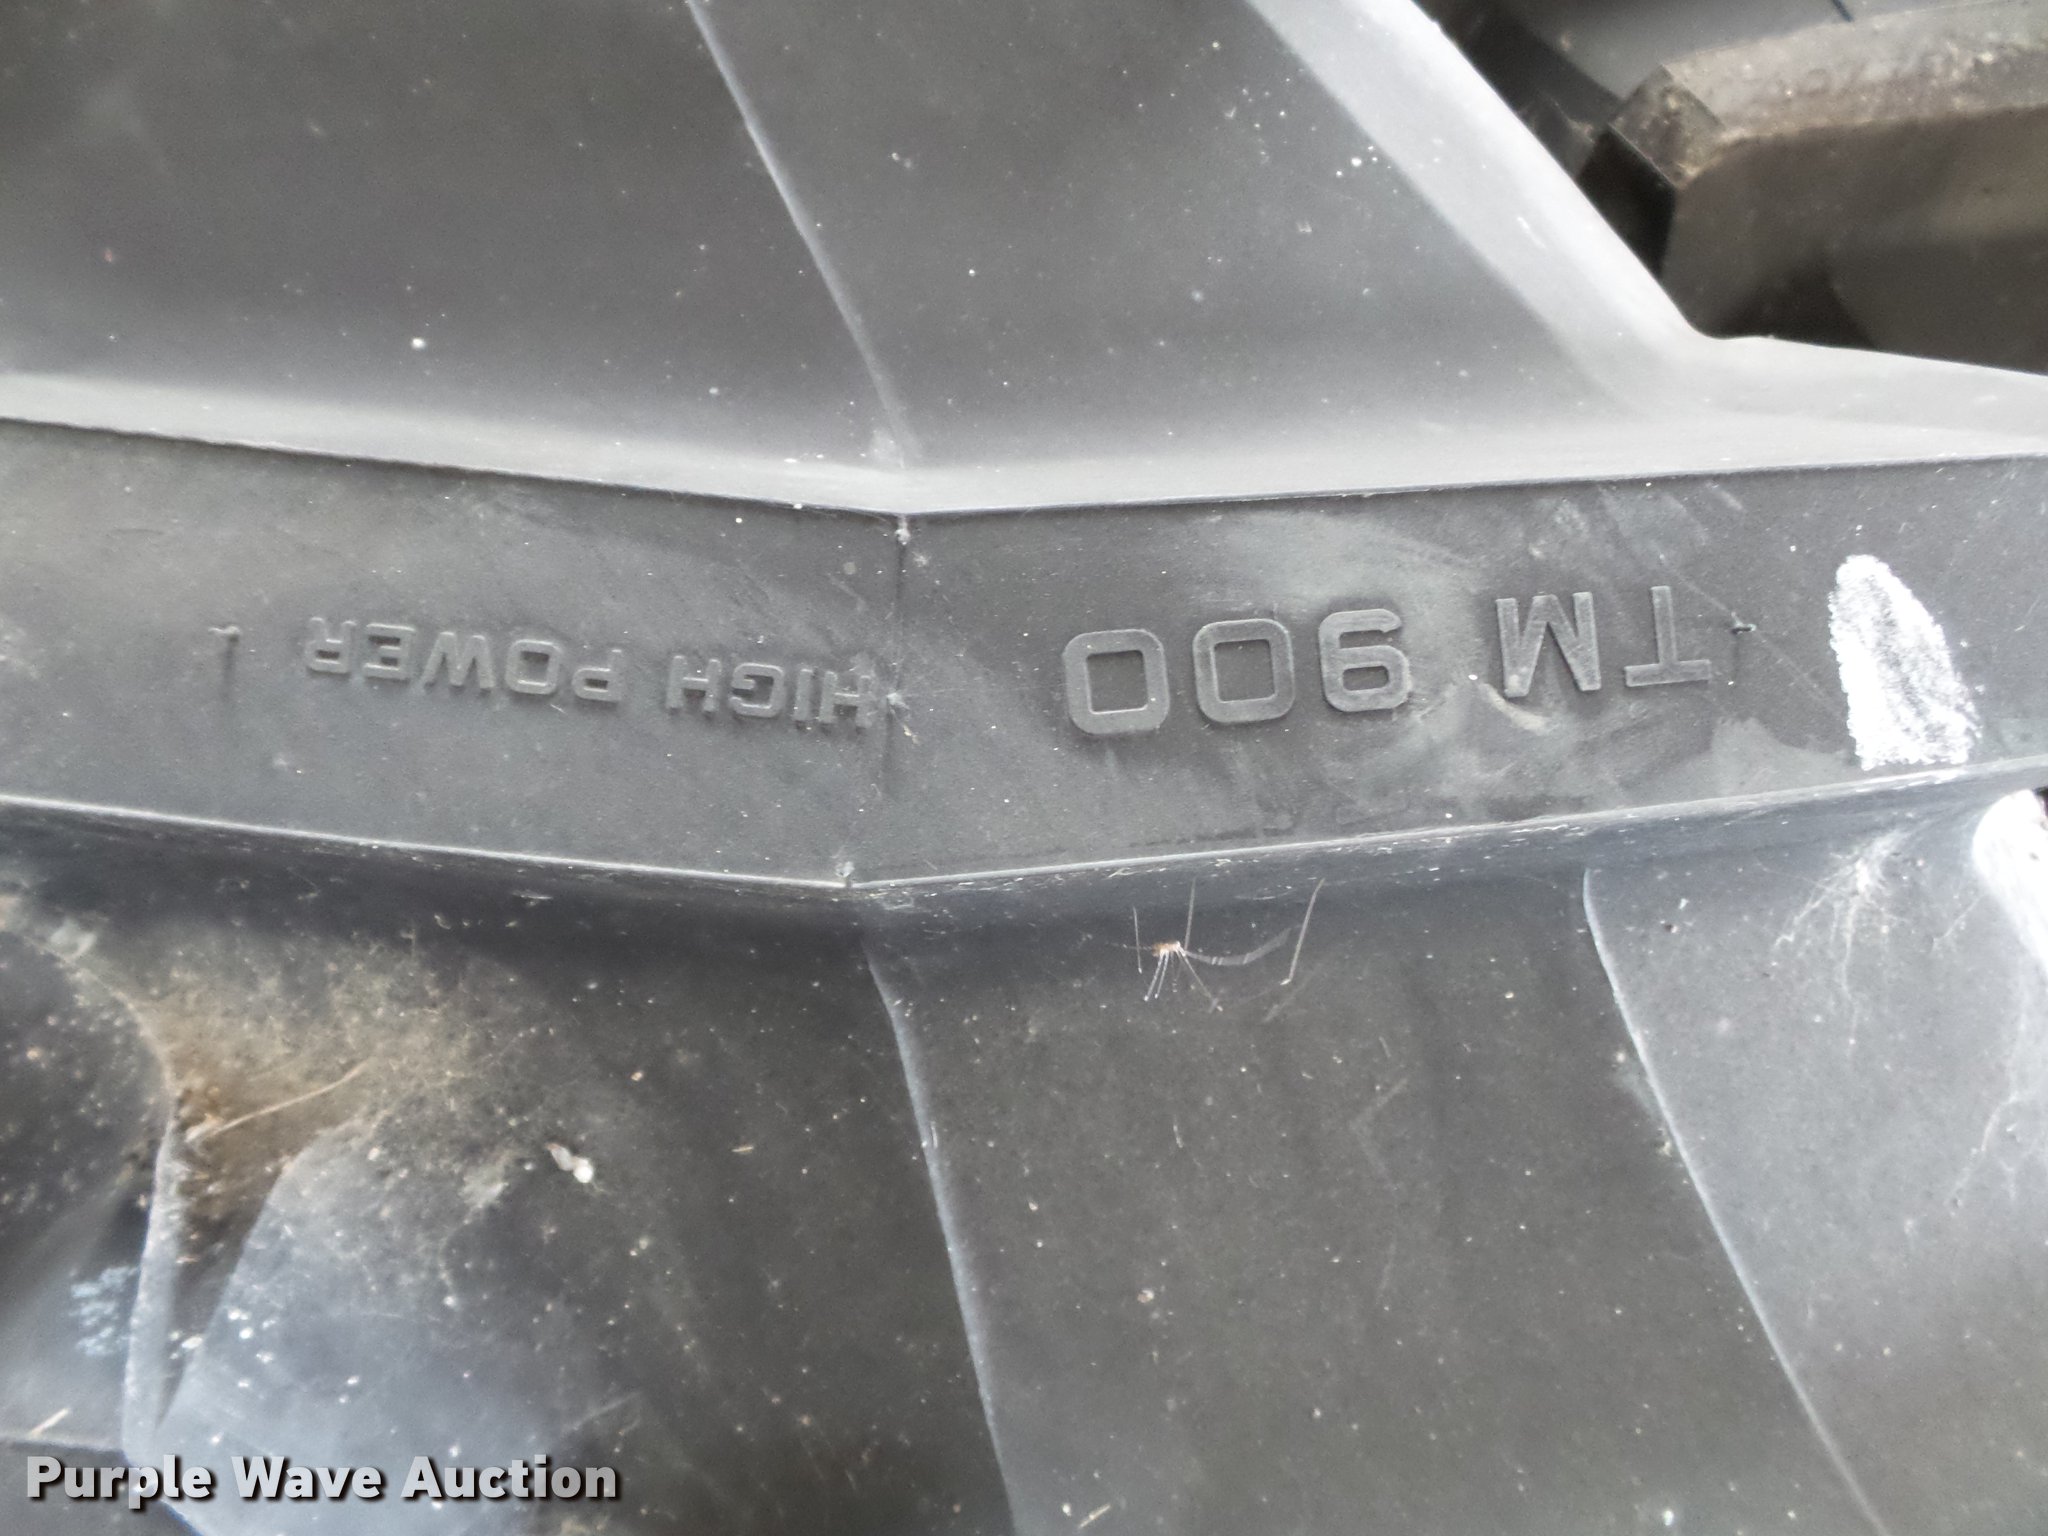 TM 900
HIGH POWER
Purple Wave Auction